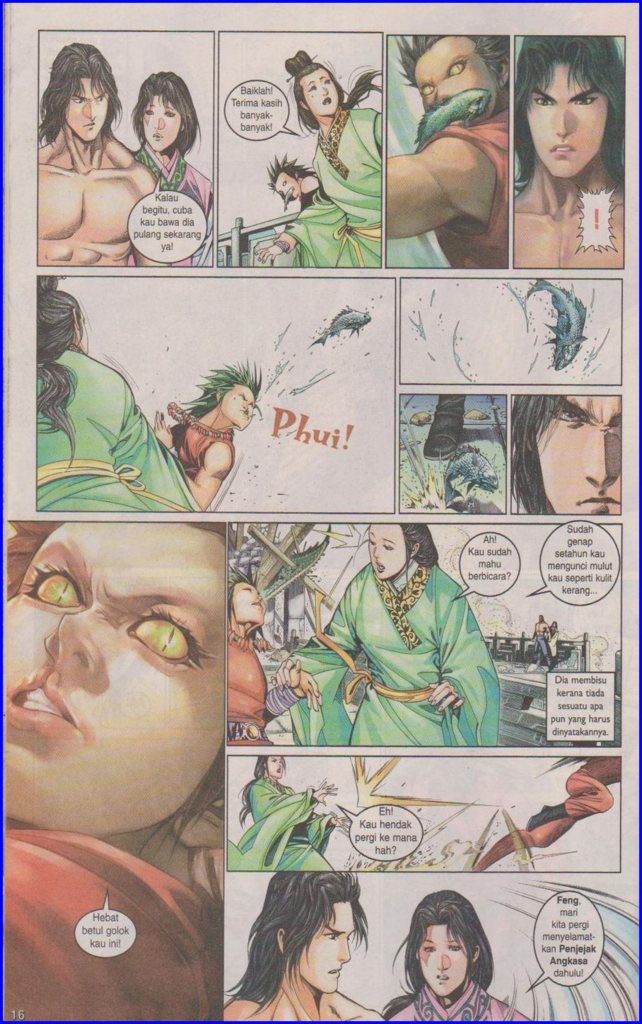 Kalau
begitu, cuba
kau bawa dia
pulang sekarang
ya!
Baiklah!
Terima kasih
banyak-
banyak!
!
Phui!
Ah!
Kau sudah
mahu
berbicara?
Sudah
genap
setahun kau
mengunci mulut
kau seperti kulit
kerang...
Dia membisu
kerana tiada
sesuatu apa
pun yang harus
dinyatakannya.
Hebat
betul golok
kau ini!
Eh!
Kau hendak
pergi ke mana
hah?
Feng,
mari
kita pergi
menyelamat-
kan Penjejak
Angkasa
dahulu!
16